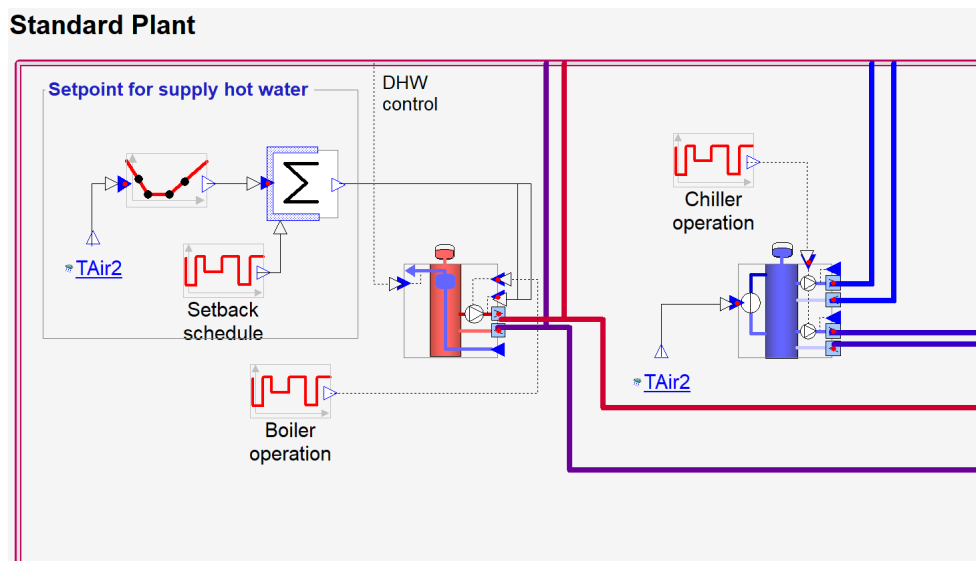 Standard Plant
Setpoint for supply hot water
DHW
control
TAir2
Setback
schedule
Chiller
operation
TAir2
Boiler
operation